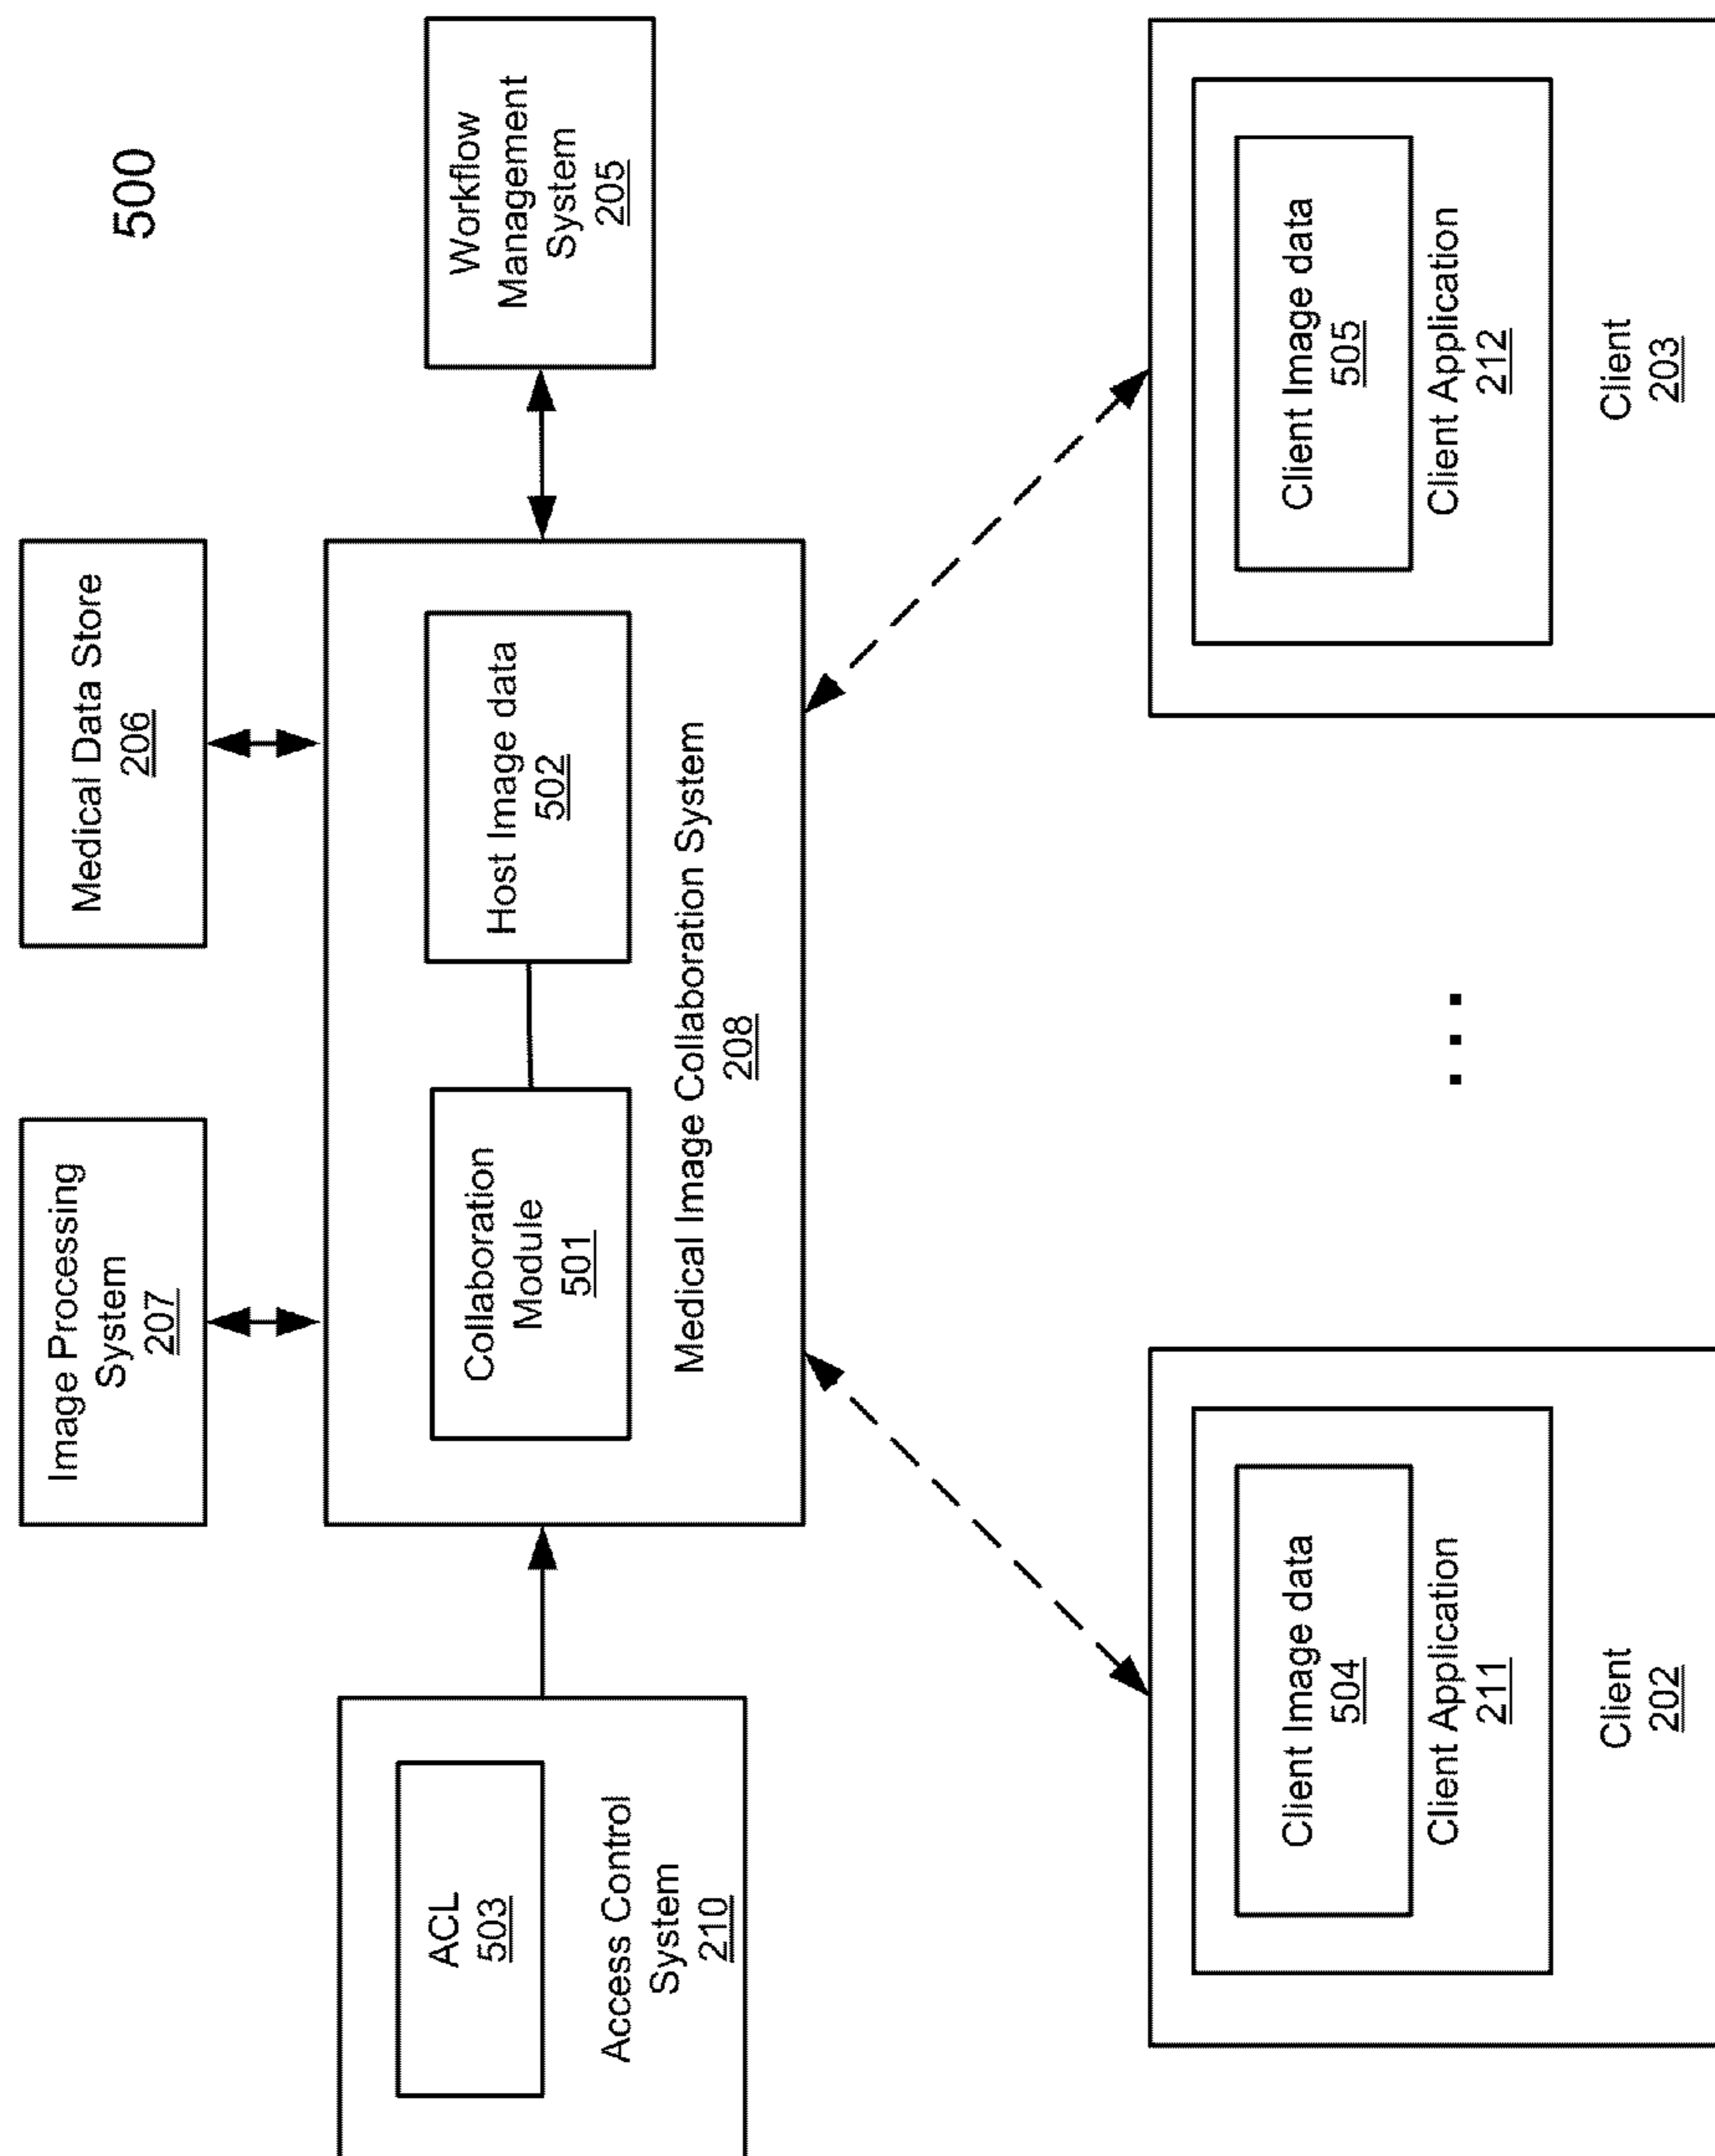 500
Image Processing
System
207
Medical Data Store
206
ACL
503
Access Control
System
210
Collaboration
Module
501
Host Image data
502
Medical Image Collaboration System
208
Workflow
Management
System
205
Client Image data
504
Client Application
211
Client
202
...
Client Image data
505
Client Application
212
Client
203